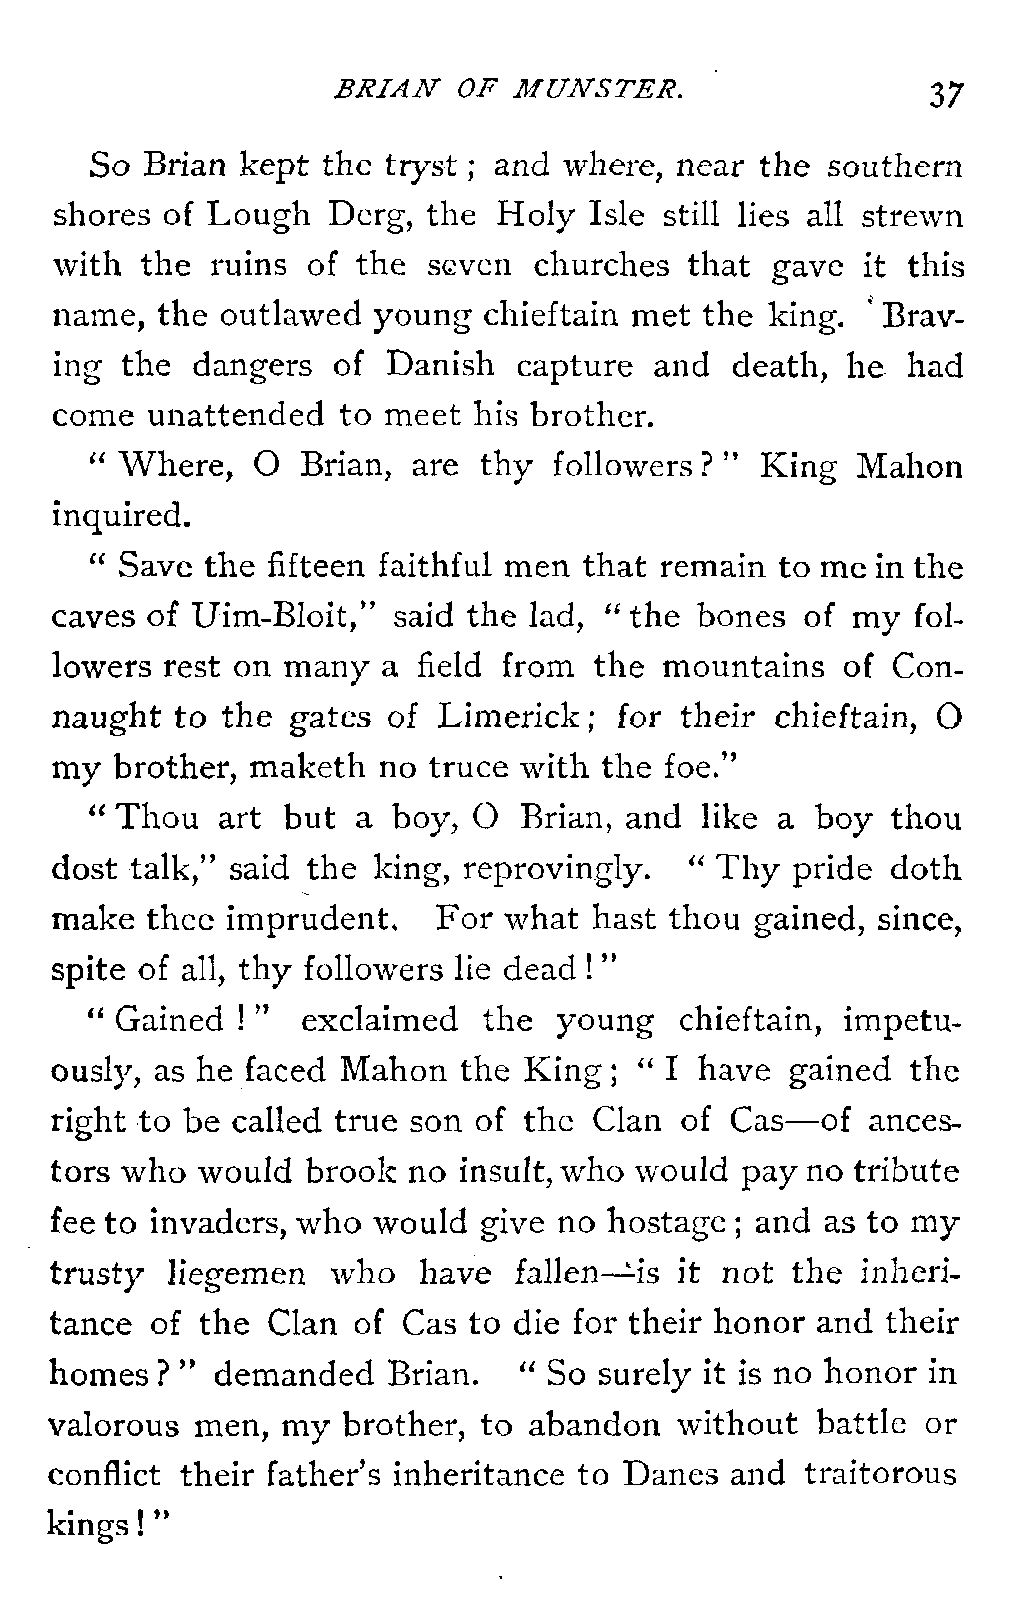 BRIAN OF MUNSTER. 37
So Brian kept the tryst ; and where, near the southern
shores of Lough Derg, the Holy Isle still lies all strewn
with the ruins of the seven churches that gave it this
name, the outlawed young chieftain met the king. Brav-
ing the dangers of Danish capture and death, he had
come unattended to meet his brother.
" Where, O Brian, are thy followers ? " King Mahon
inquired.
" Save the fifteen faithful men that remain to me in the
caves of Uim-Bloit," said the lad, " the bones of my fol-
lowers rest on many a field from the mountains of Con-
naught to the gates of Limerick ; for their chieftain, O
my brother, maketh no truce with the foe."
" Thou art but a boy, O Brian, and like a boy thou
dost talk," said the king, reprovingly. " Thy pride doth
make thee imprudent. For what hast thou gained, since,
spite of all, thy followers lie dead ! "
" Gained ! " exclaimed the young chieftain, impetu-
ously, as he faced Mahon the King ; " I have gained the
right to be called true son of the Clan of Cas—of ances-
tors who would brook no insult, who would pay no tribute
fee to invaders, who would give no hostage ; and as to my
trusty liegemen who have fallen—is it not the inheri-
tance of the Clan of Cas to die for their honor and their
homes ? " demanded Brian. " So surely it is no honor in
valorous men, my brother, to abandon without battle or
conflict their father's inheritance to Danes and traitorous
kings ! "